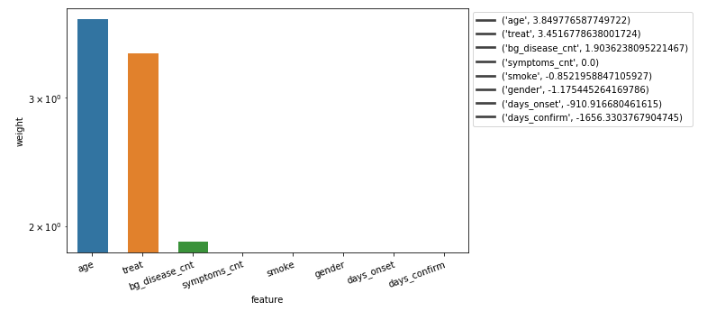 3 × 10⁰
2 × 10⁰
weight
age
treat
bg_disease_cnt
symptoms_cnt
smoke
gender
days_onset
days_confirm
feature
('age', 3.849776587749722)
('treat', 3.4516778638001724)
('bg_disease_cnt', 1.9036238095221467)
('symptoms_cnt', 0.0)
('smoke', -0.8521958847105927)
('gender', -1.175445264169786)
('days_onset', -910.916680461615)
('days_confirm', -1656.3303767904745)